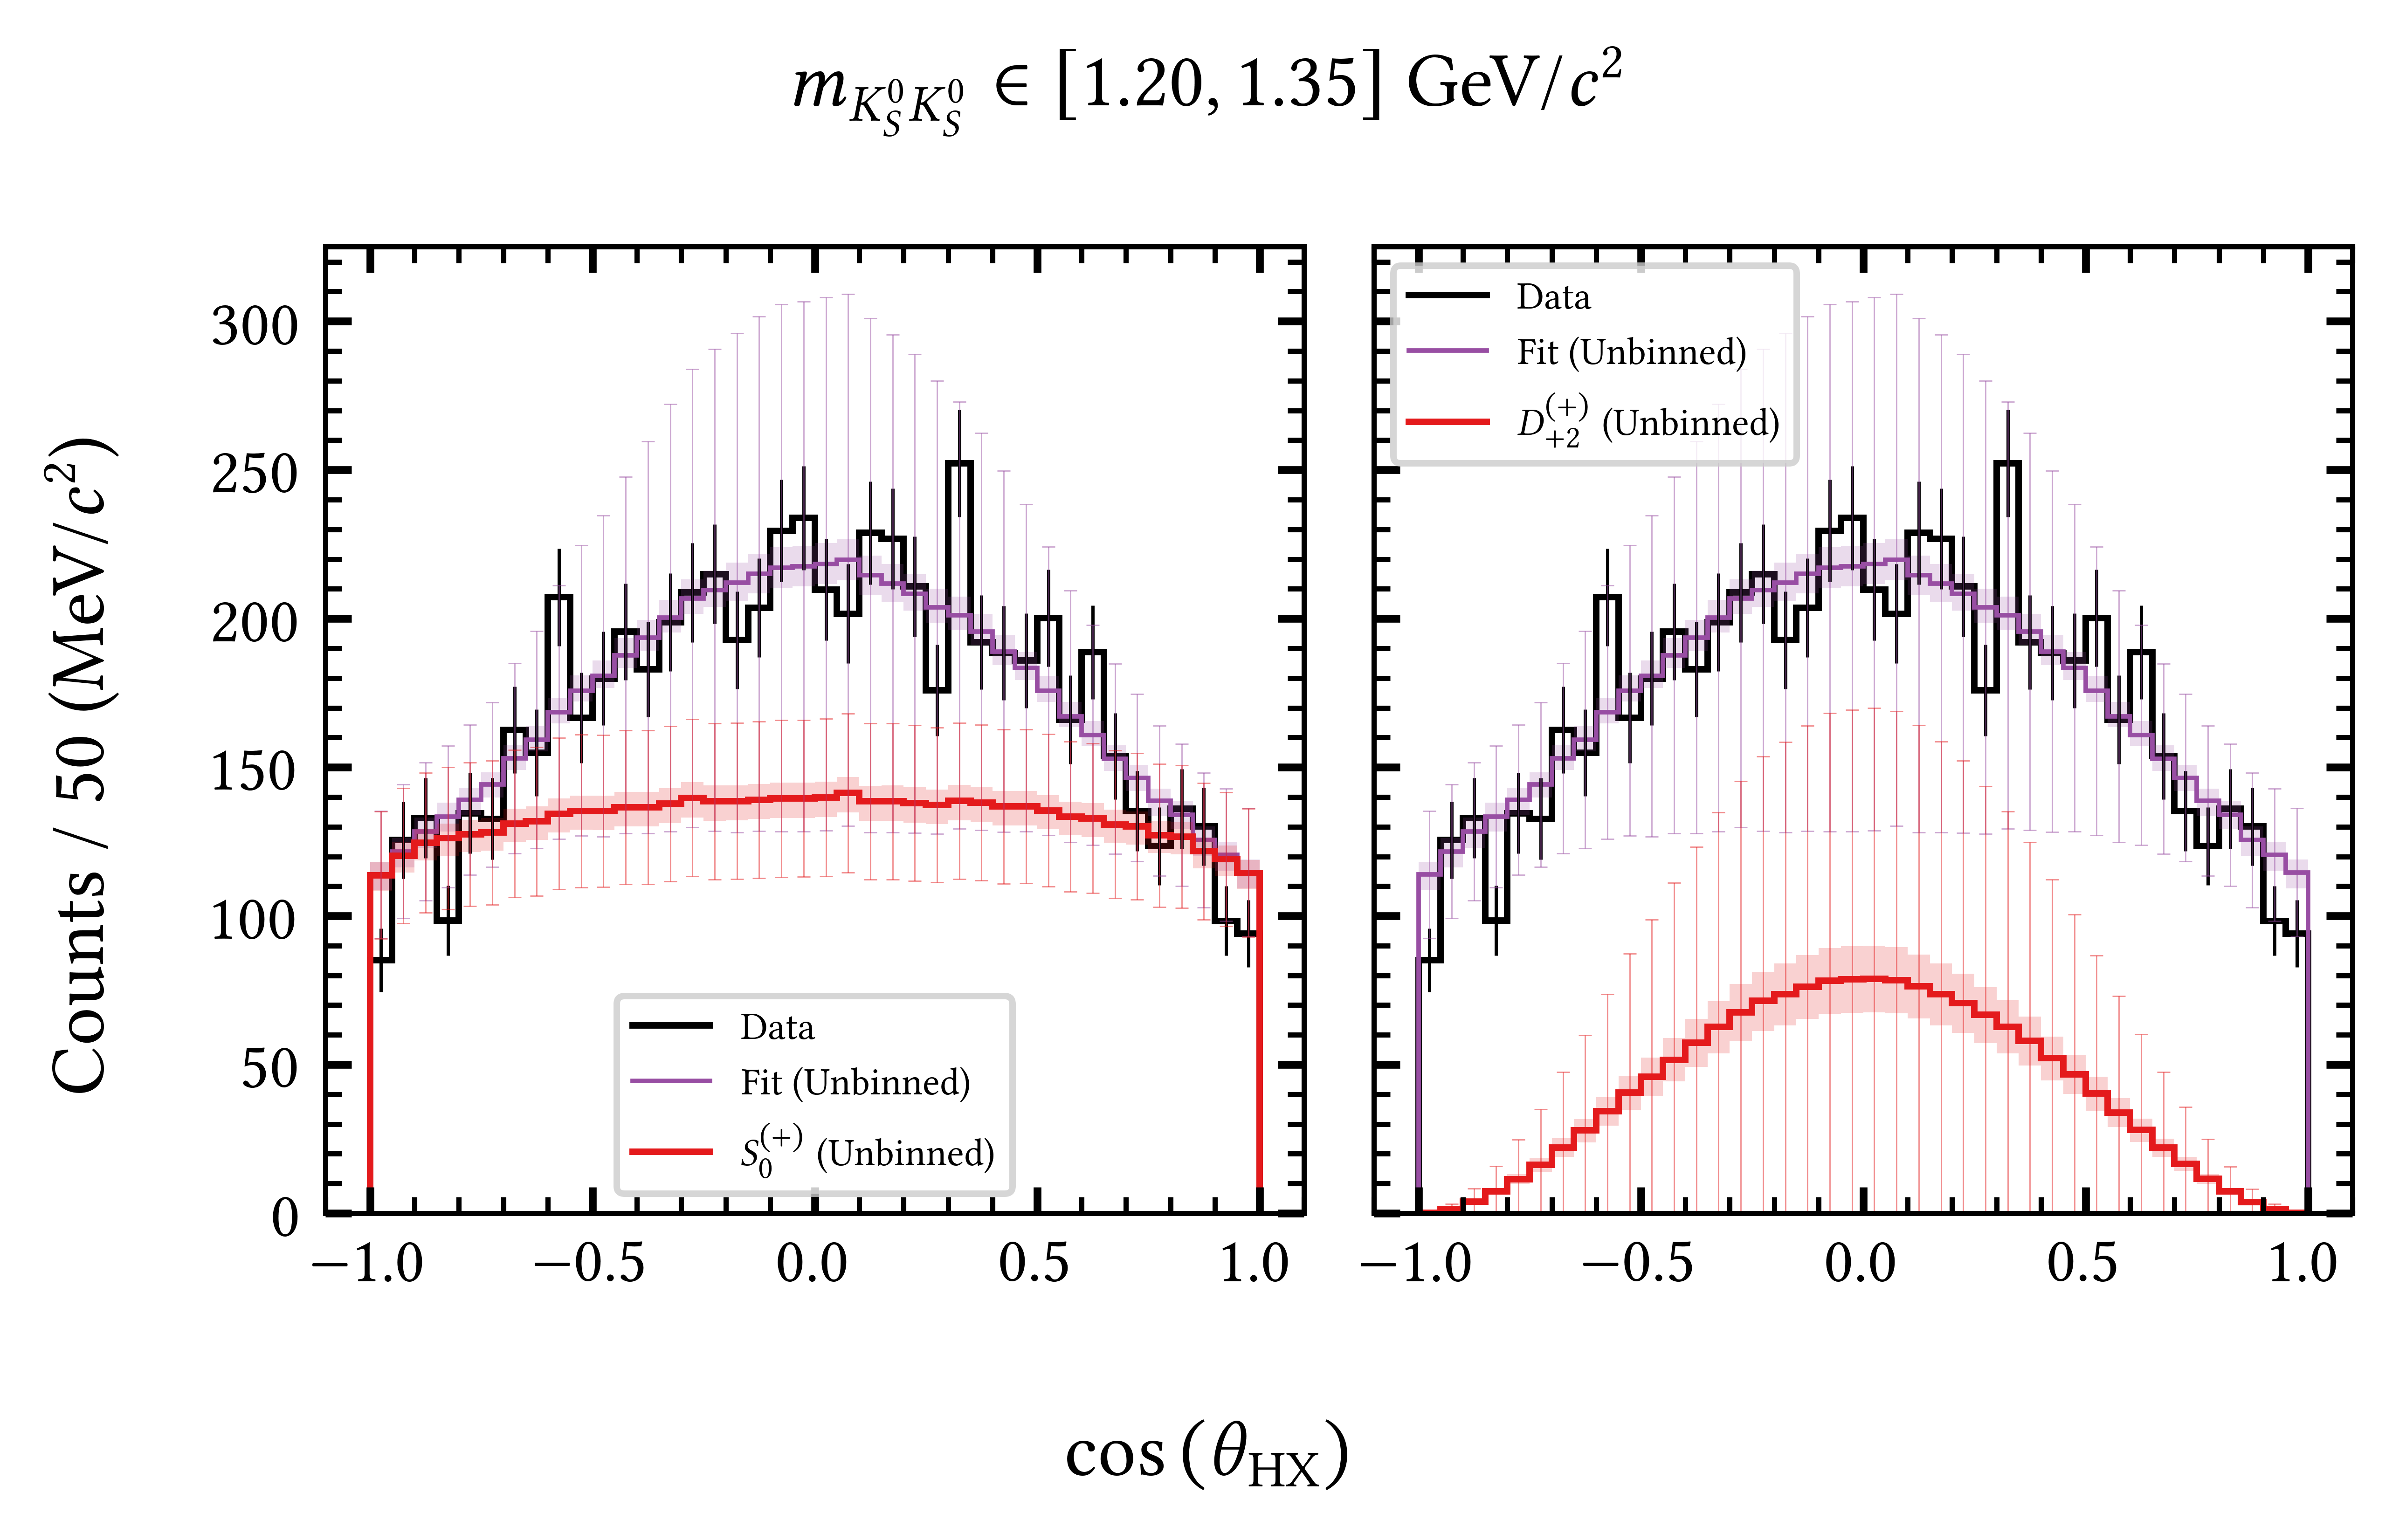 m_{K_S^0 K_S^0} ∈ [1.20, 1.35] GeV/c²
Counts / 50 (MeV/c²)
300
250
200
150
100
50
0
Data
Fit (Unbinned)
S_0^{(+)} (Unbinned)
−1.0 −0.5 0.0 0.5 1.0
Data
Fit (Unbinned)
D_{+2}^{(+)} (Unbinned)
−1.0 −0.5 0.0 0.5 1.0
cos (θ_{HX})